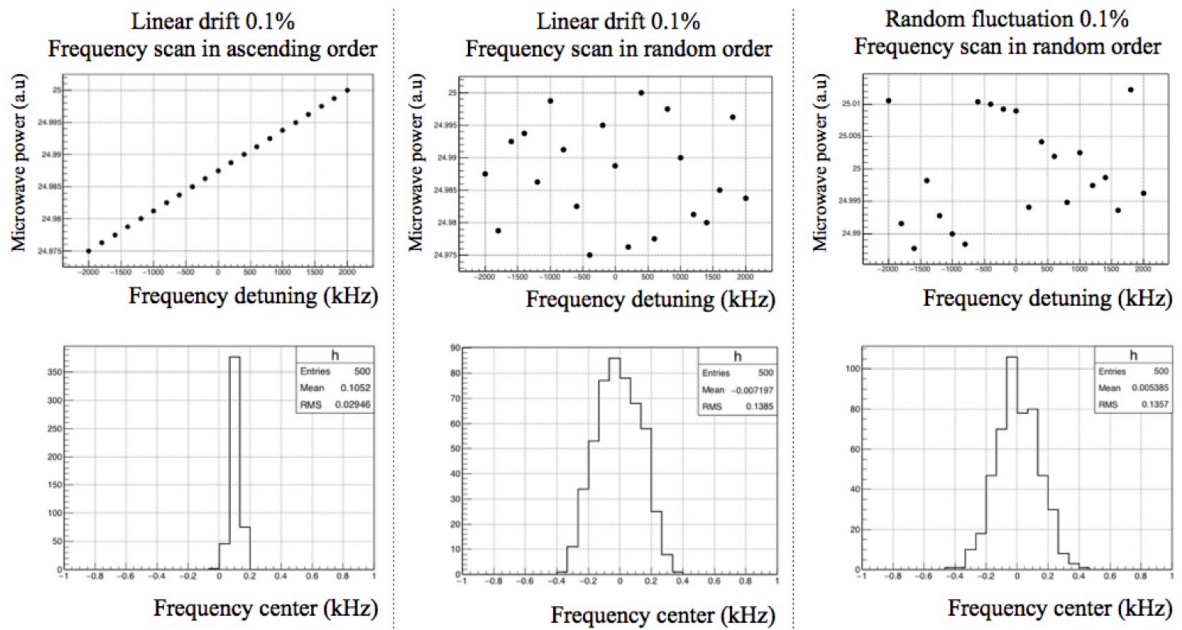 Linear drift 0.1%
Frequency scan in ascending order
Microwave power (a.u)
25
24.995
24.99
24.985
24.98
24.975
−2000 −1500 −1000 −500 0 500 1000 1500 2000
Frequency detuning (kHz)
Linear drift 0.1%
Frequency scan in random order
Microwave power (a.u)
25
24.995
24.99
24.985
24.98
24.975
−2000 −1500 −1000 −500 0 500 1000 1500 2000
Frequency detuning (kHz)
Random fluctuation 0.1%
Frequency scan in random order
Microwave power (a.u)
25.01
25.005
25
24.995
24.99
−2000 −1500 −1000 −500 0 500 1000 1500 2000
Frequency detuning (kHz)
h
Entries 500
Mean 0.1052
RMS 0.02946
350
300
250
200
150
100
50
0
−1 −0.8 −0.6 −0.4 −0.2 0 0.2 0.4 0.6 0.8 1
Frequency center (kHz)
h
Entries 500
Mean −0.007197
RMS 0.1385
90
80
70
60
50
40
30
20
10
0
−1 −0.8 −0.6 −0.4 −0.2 0 0.2 0.4 0.6 0.8 1
Frequency center (kHz)
h
Entries 500
Mean 0.005385
RMS 0.1357
100
80
60
40
20
0
−1 −0.8 −0.6 −0.4 −0.2 0 0.2 0.4 0.6 0.8 1
Frequency center (kHz)